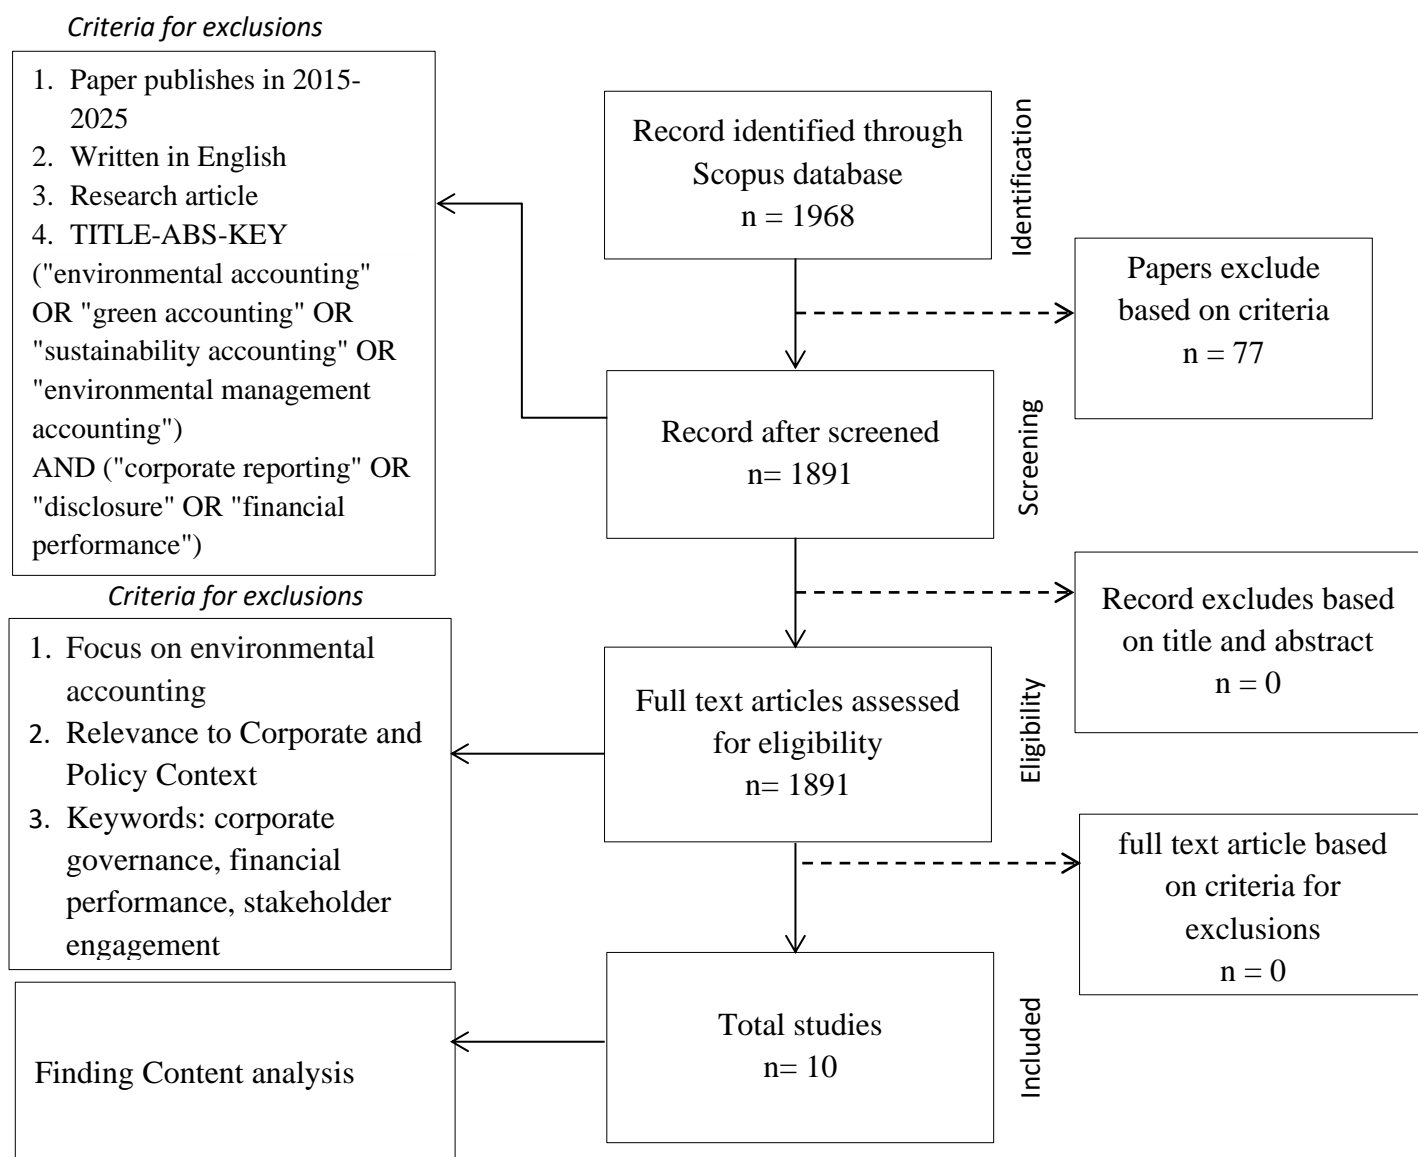 Criteria for exclusions
1. Paper publishes in 2015-
2025
2. Written in English
3. Research article
4. TITLE-ABS-KEY
("environmental accounting"
OR "green accounting" OR
"sustainability accounting" OR
"environmental management
accounting")
AND ("corporate reporting" OR
"disclosure" OR "financial
performance")
Record identified through
Scopus database
n = 1968
Identification
Papers exclude
based on criteria
n = 77
Record after screened
n= 1891
Screening
Record excludes based
on title and abstract
n = 0
Criteria for exclusions
1. Focus on environmental
accounting
2. Relevance to Corporate and
Policy Context
3. Keywords: corporate
governance, financial
performance, stakeholder
engagement
Full text articles assessed
for eligibility
n= 1891
Eligibility
full text article based
on criteria for
exclusions
n = 0
Total studies
n= 10
Included
Finding Content analysis